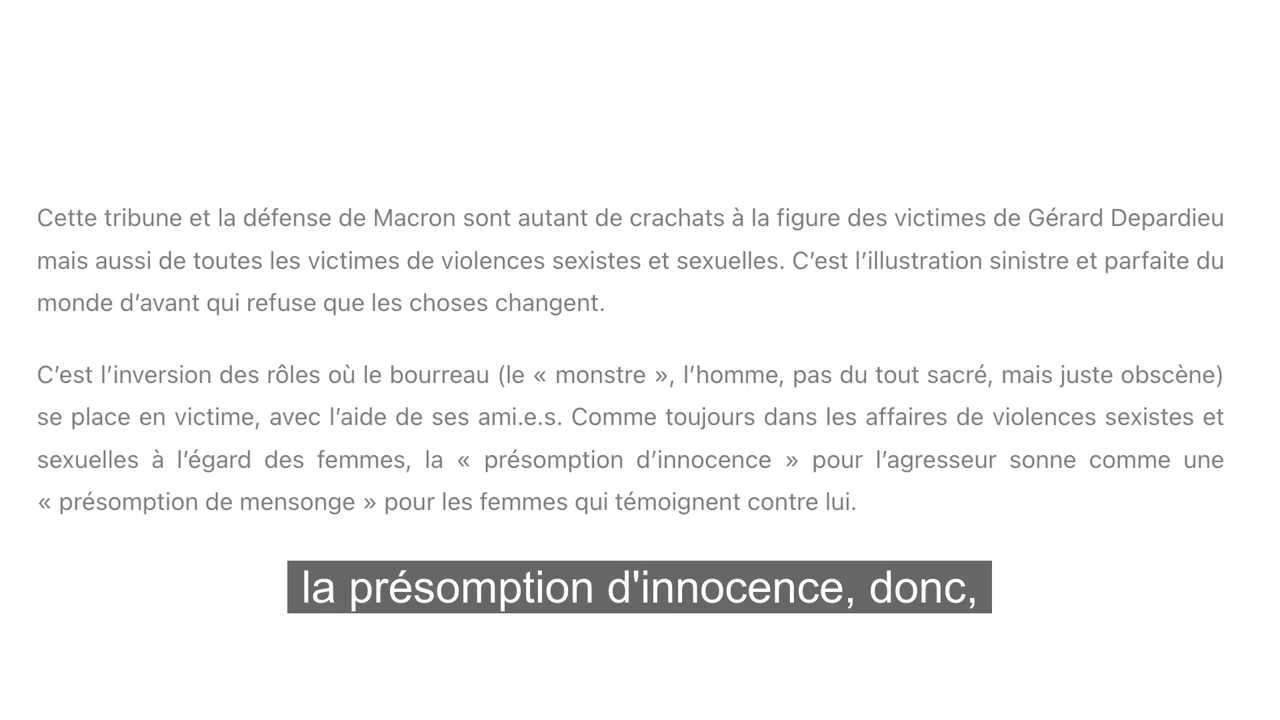 Cette tribune et la défense de Macron sont autant de crachats à la figure des victimes de Gérard Depardieu
mais aussi de toutes les victimes de violences sexistes et sexuelles. C’est l’illustration sinistre et parfaite du
monde d’avant qui refuse que les choses changent.
C’est l’inversion des rôles où le bourreau (le « monstre », l’homme, pas du tout sacré, mais juste obscène)
se place en victime, avec l’aide de ses ami.e.s. Comme toujours dans les affaires de violences sexistes et
sexuelles à l’égard des femmes, la « présomption d’innocence » pour l’agresseur sonne comme une
« présomption de mensonge » pour les femmes qui témoignent contre lui.
la présomption d'innocence, donc,